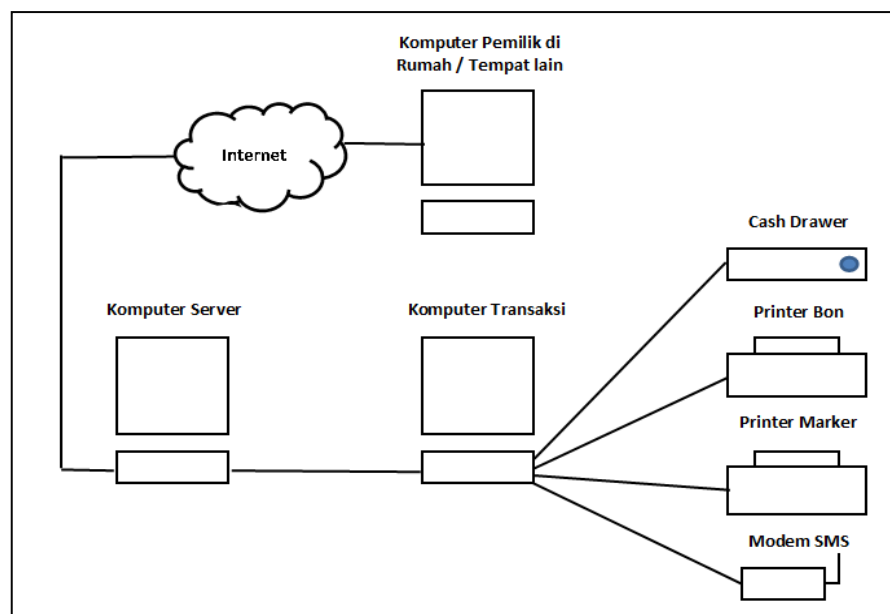 Komputer Pemilik di
Rumah / Tempat lain
Internet
Cash Drawer
Komputer Server
Komputer Transaksi
Printer Bon
Printer Marker
Modem SMS